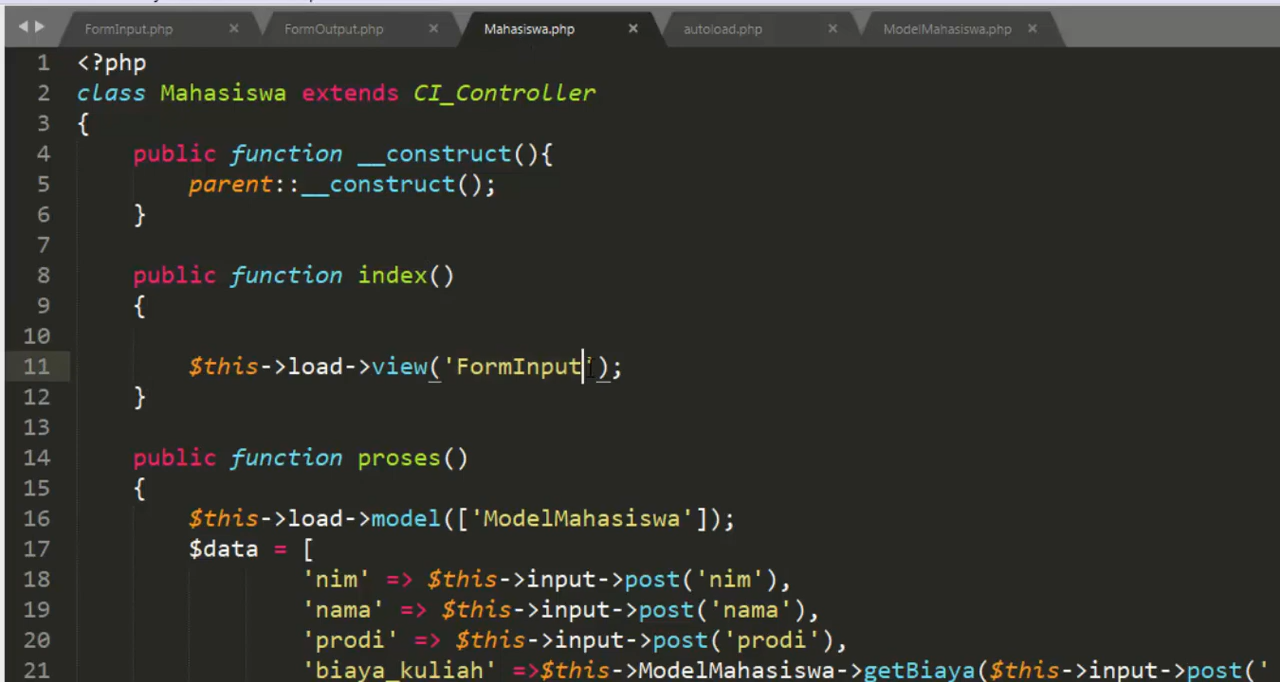 FormInput.php × FormOutput.php × Mahasiswa.php × autoload.php × ModelMahasiswa.php ×
1 <?php
2 class Mahasiswa extends CI_Controller
3 {
4 public function __construct(){
5 parent::__construct();
6 }
7
8 public function index()
9 {
10
11 $this->load->view('FormInput');
12 }
13
14 public function proses()
15 {
16 $this->load->model(['ModelMahasiswa']);
17 $data = [
18 'nim' => $this->input->post('nim'),
19 'nama' => $this->input->post('nama'),
20 'prodi' => $this->input->post('prodi'),
21 'biaya_kuliah' =>$this->ModelMahasiswa->getBiaya($this->input->post('